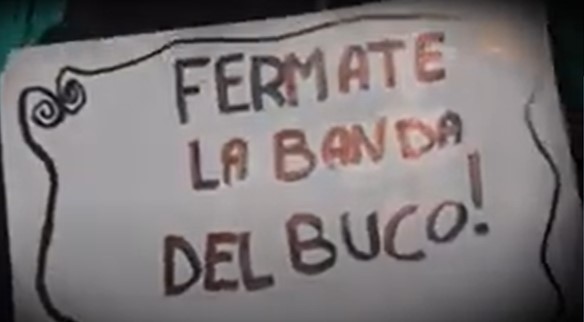 FERMATE
LA BANDA
DEL BUCO!